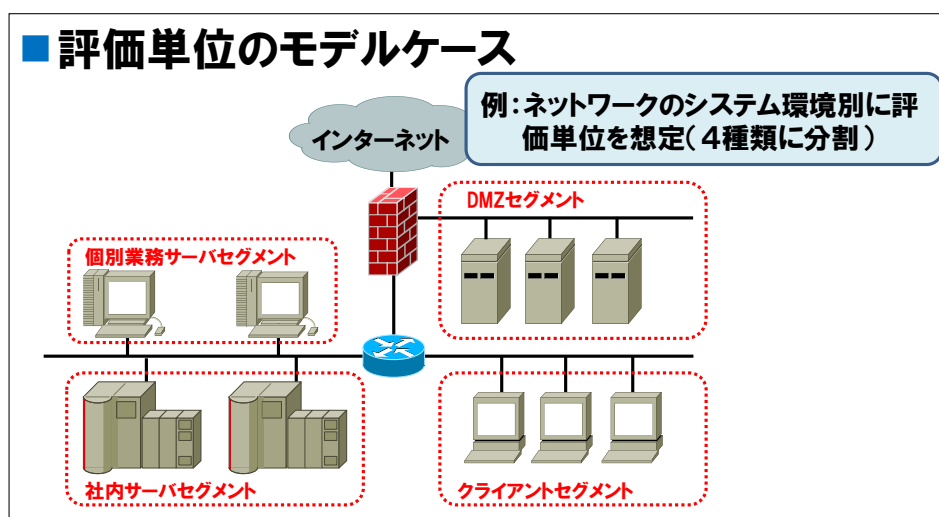 ■評価単位のモデルケース
例:ネットワークのシステム環境別に評
価単位を想定(4種類に分割)
インターネット
DMZセグメント
個別業務サーバセグメント
社内サーバセグメント
クライアントセグメント